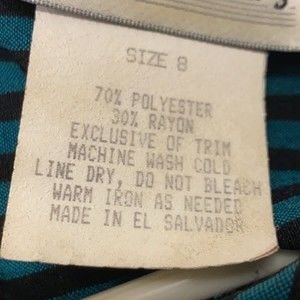 SIZE 8
70% POLYESTER
30% RAYON
EXCLUSIVE OF TRIM
MACHINE WASH COLD
LINE DRY, DO NOT BLEACH
WARM IRON AS NEEDED
MADE IN EL SALVADOR